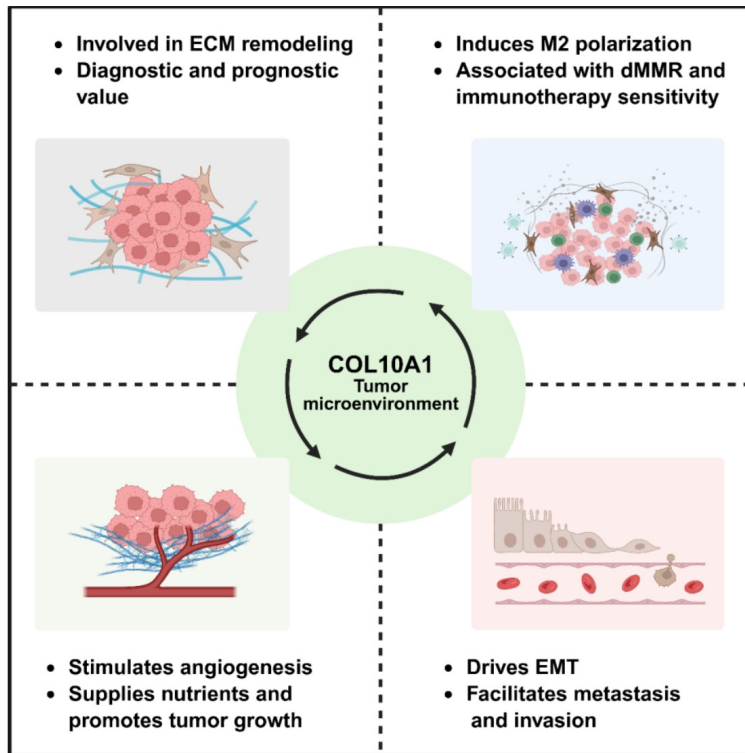 • Involved in ECM remodeling
• Diagnostic and prognostic
value
• Induces M2 polarization
• Associated with dMMR and
immunotherapy sensitivity
COL10A1
Tumor
microenvironment
• Stimulates angiogenesis
• Supplies nutrients and
promotes tumor growth
• Drives EMT
• Facilitates metastasis
and invasion